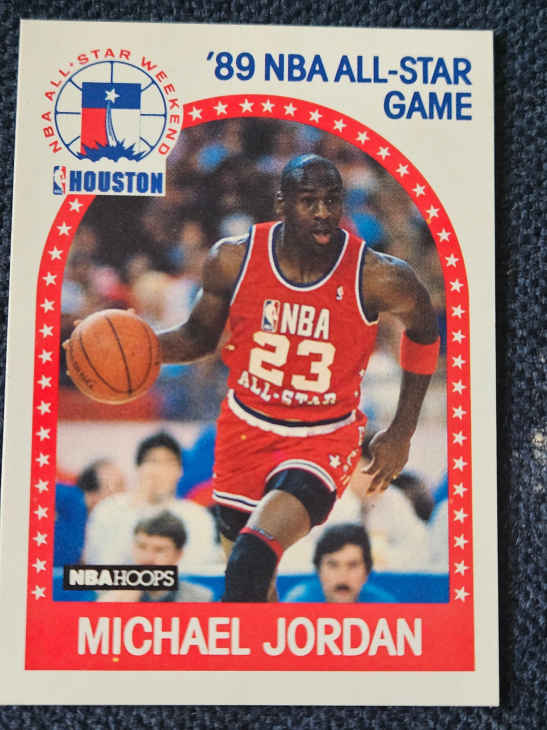 NBA ALL-STAR WEEKEND
HOUSTON
'89 NBA ALL-STAR
GAME
NBA
23
ALL-STAR
NBA HOOPS
MICHAEL JORDAN